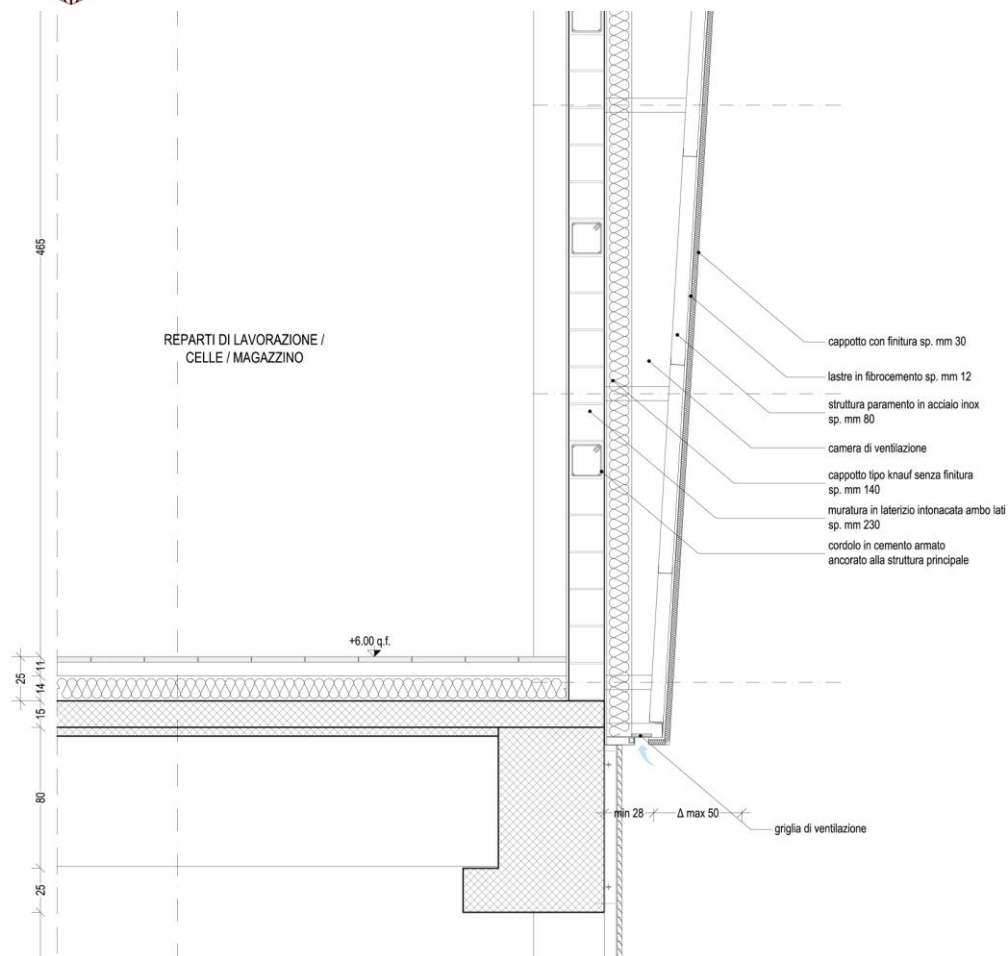 465
REPARTI DI LAVORAZIONE /
CELLE / MAGAZZINO
cappotto con finitura sp. mm 30
lastre in fibrocemento sp. mm 12
struttura paramento in acciaio inox
sp. mm 80
camera di ventilazione
cappotto tipo knauf senza finitura
sp. mm 140
muratura in laterizio intonacata ambo lati
sp. mm 230
cordolo in cemento armato
ancorato alla struttura principale
+6.00 q.f.
11
25
14
15
80
min 28
Δ max 50
griglia di ventilazione
25